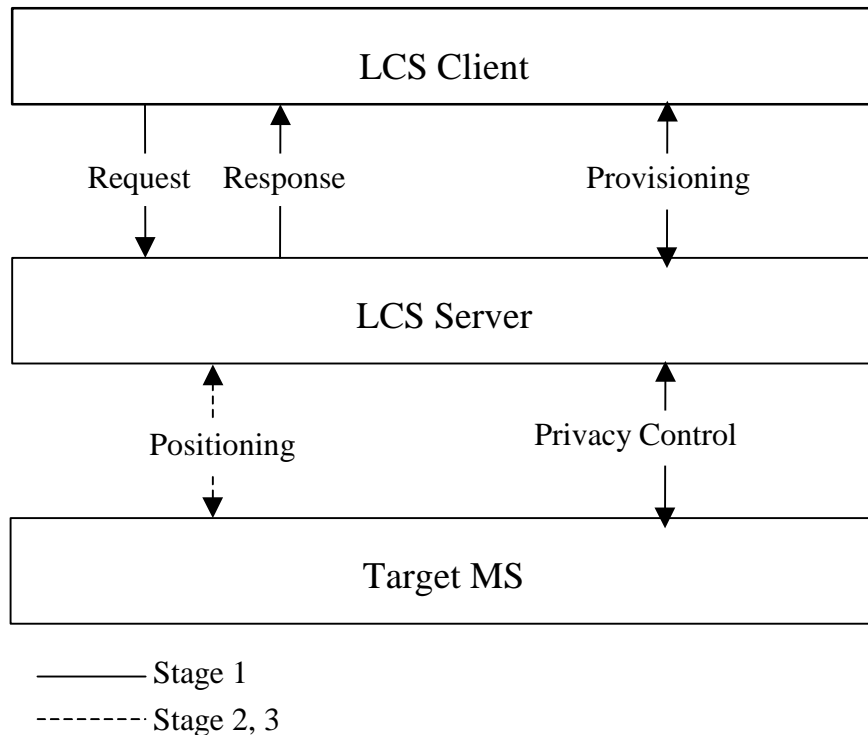 LCS Client
Request Response Provisioning
LCS Server
Positioning Privacy Control
Target MS
Stage 1
Stage 2, 3